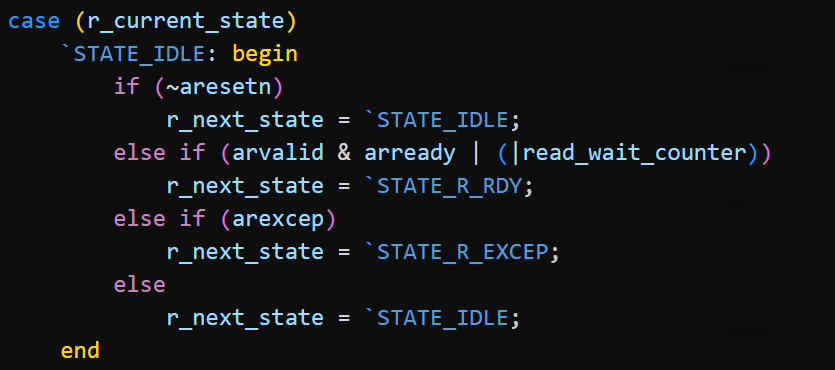 case (r_current_state)
    `STATE_IDLE: begin
        if (~aresetn)
            r_next_state = `STATE_IDLE;
        else if (arvalid & arready | (|read_wait_counter))
            r_next_state = `STATE_R_RDY;
        else if (arexcep)
            r_next_state = `STATE_R_EXCEP;
        else
            r_next_state = `STATE_IDLE;
    end